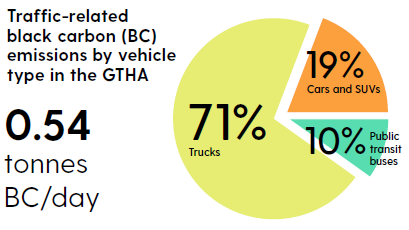 Traffic-related
black carbon (BC)
emissions by vehicle
type in the GTHA
0.54
tonnes
BC/day
71%
Trucks
19%
Cars and SUVs
10%
Public
transit
buses